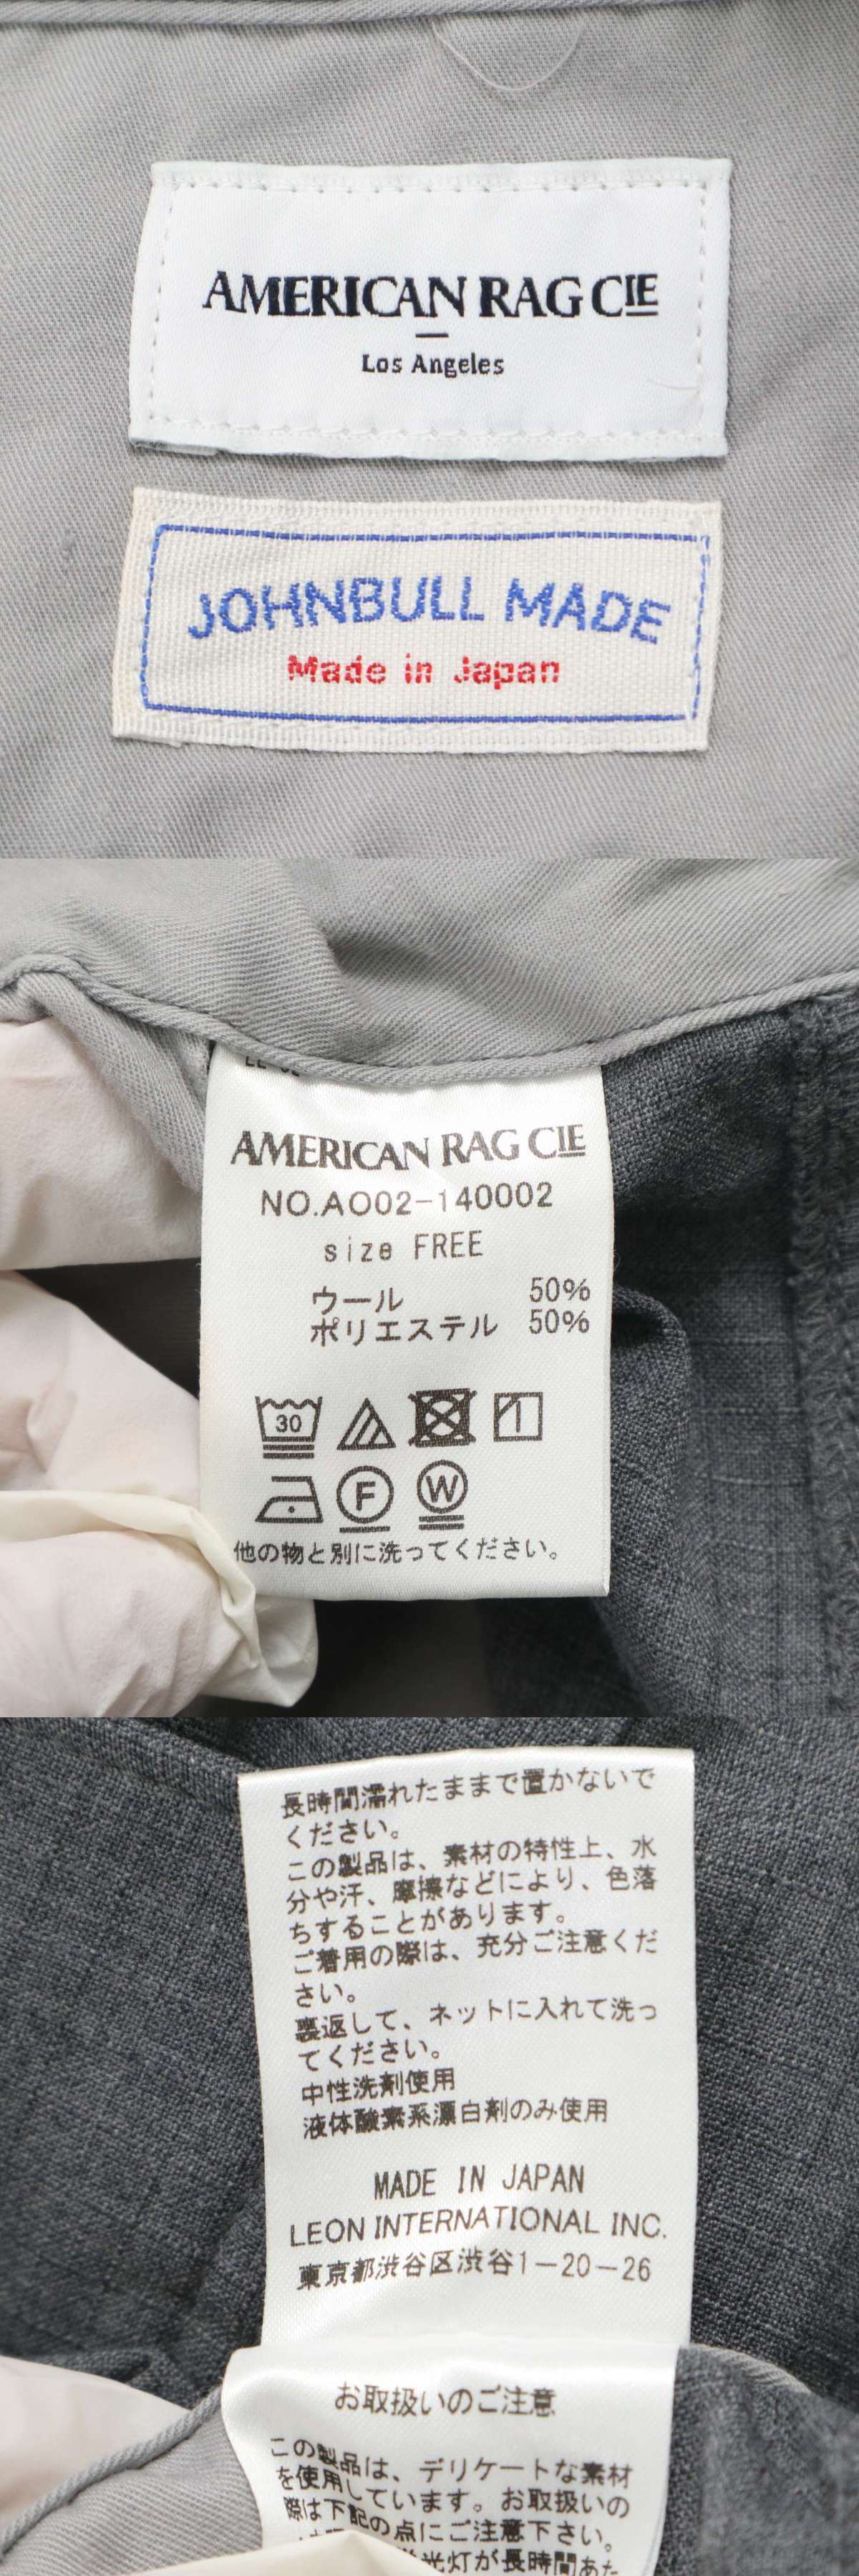 AMERICAN RAG CIE
Los Angeles
JOHNBULL MADE
Made in Japan
AMERICAN RAG CIE
NO.AO02-140002
size FREE
ウール 50%
ポリエステル 50%
30
F W
他の物と別に洗ってください。
長時間濡れたままで置かないで
ください。
この製品は、素材の特性上、水
分や汗、摩擦などにより、色落
ちすることがあります。
ご着用の際は、充分ご注意くだ
さい。
裏返して、ネットに入れて洗っ
てください。
中性洗剤使用
液体酸素系漂白剤のみ使用
MADE IN JAPAN
LEON INTERNATIONAL INC.
東京都渋谷区渋谷1-20-26
お取扱いのご注意
この製品は、デリケートな素材
を使用しています。お取扱いの
際は下記の点にご注意下さい。
光灯が長時間あた